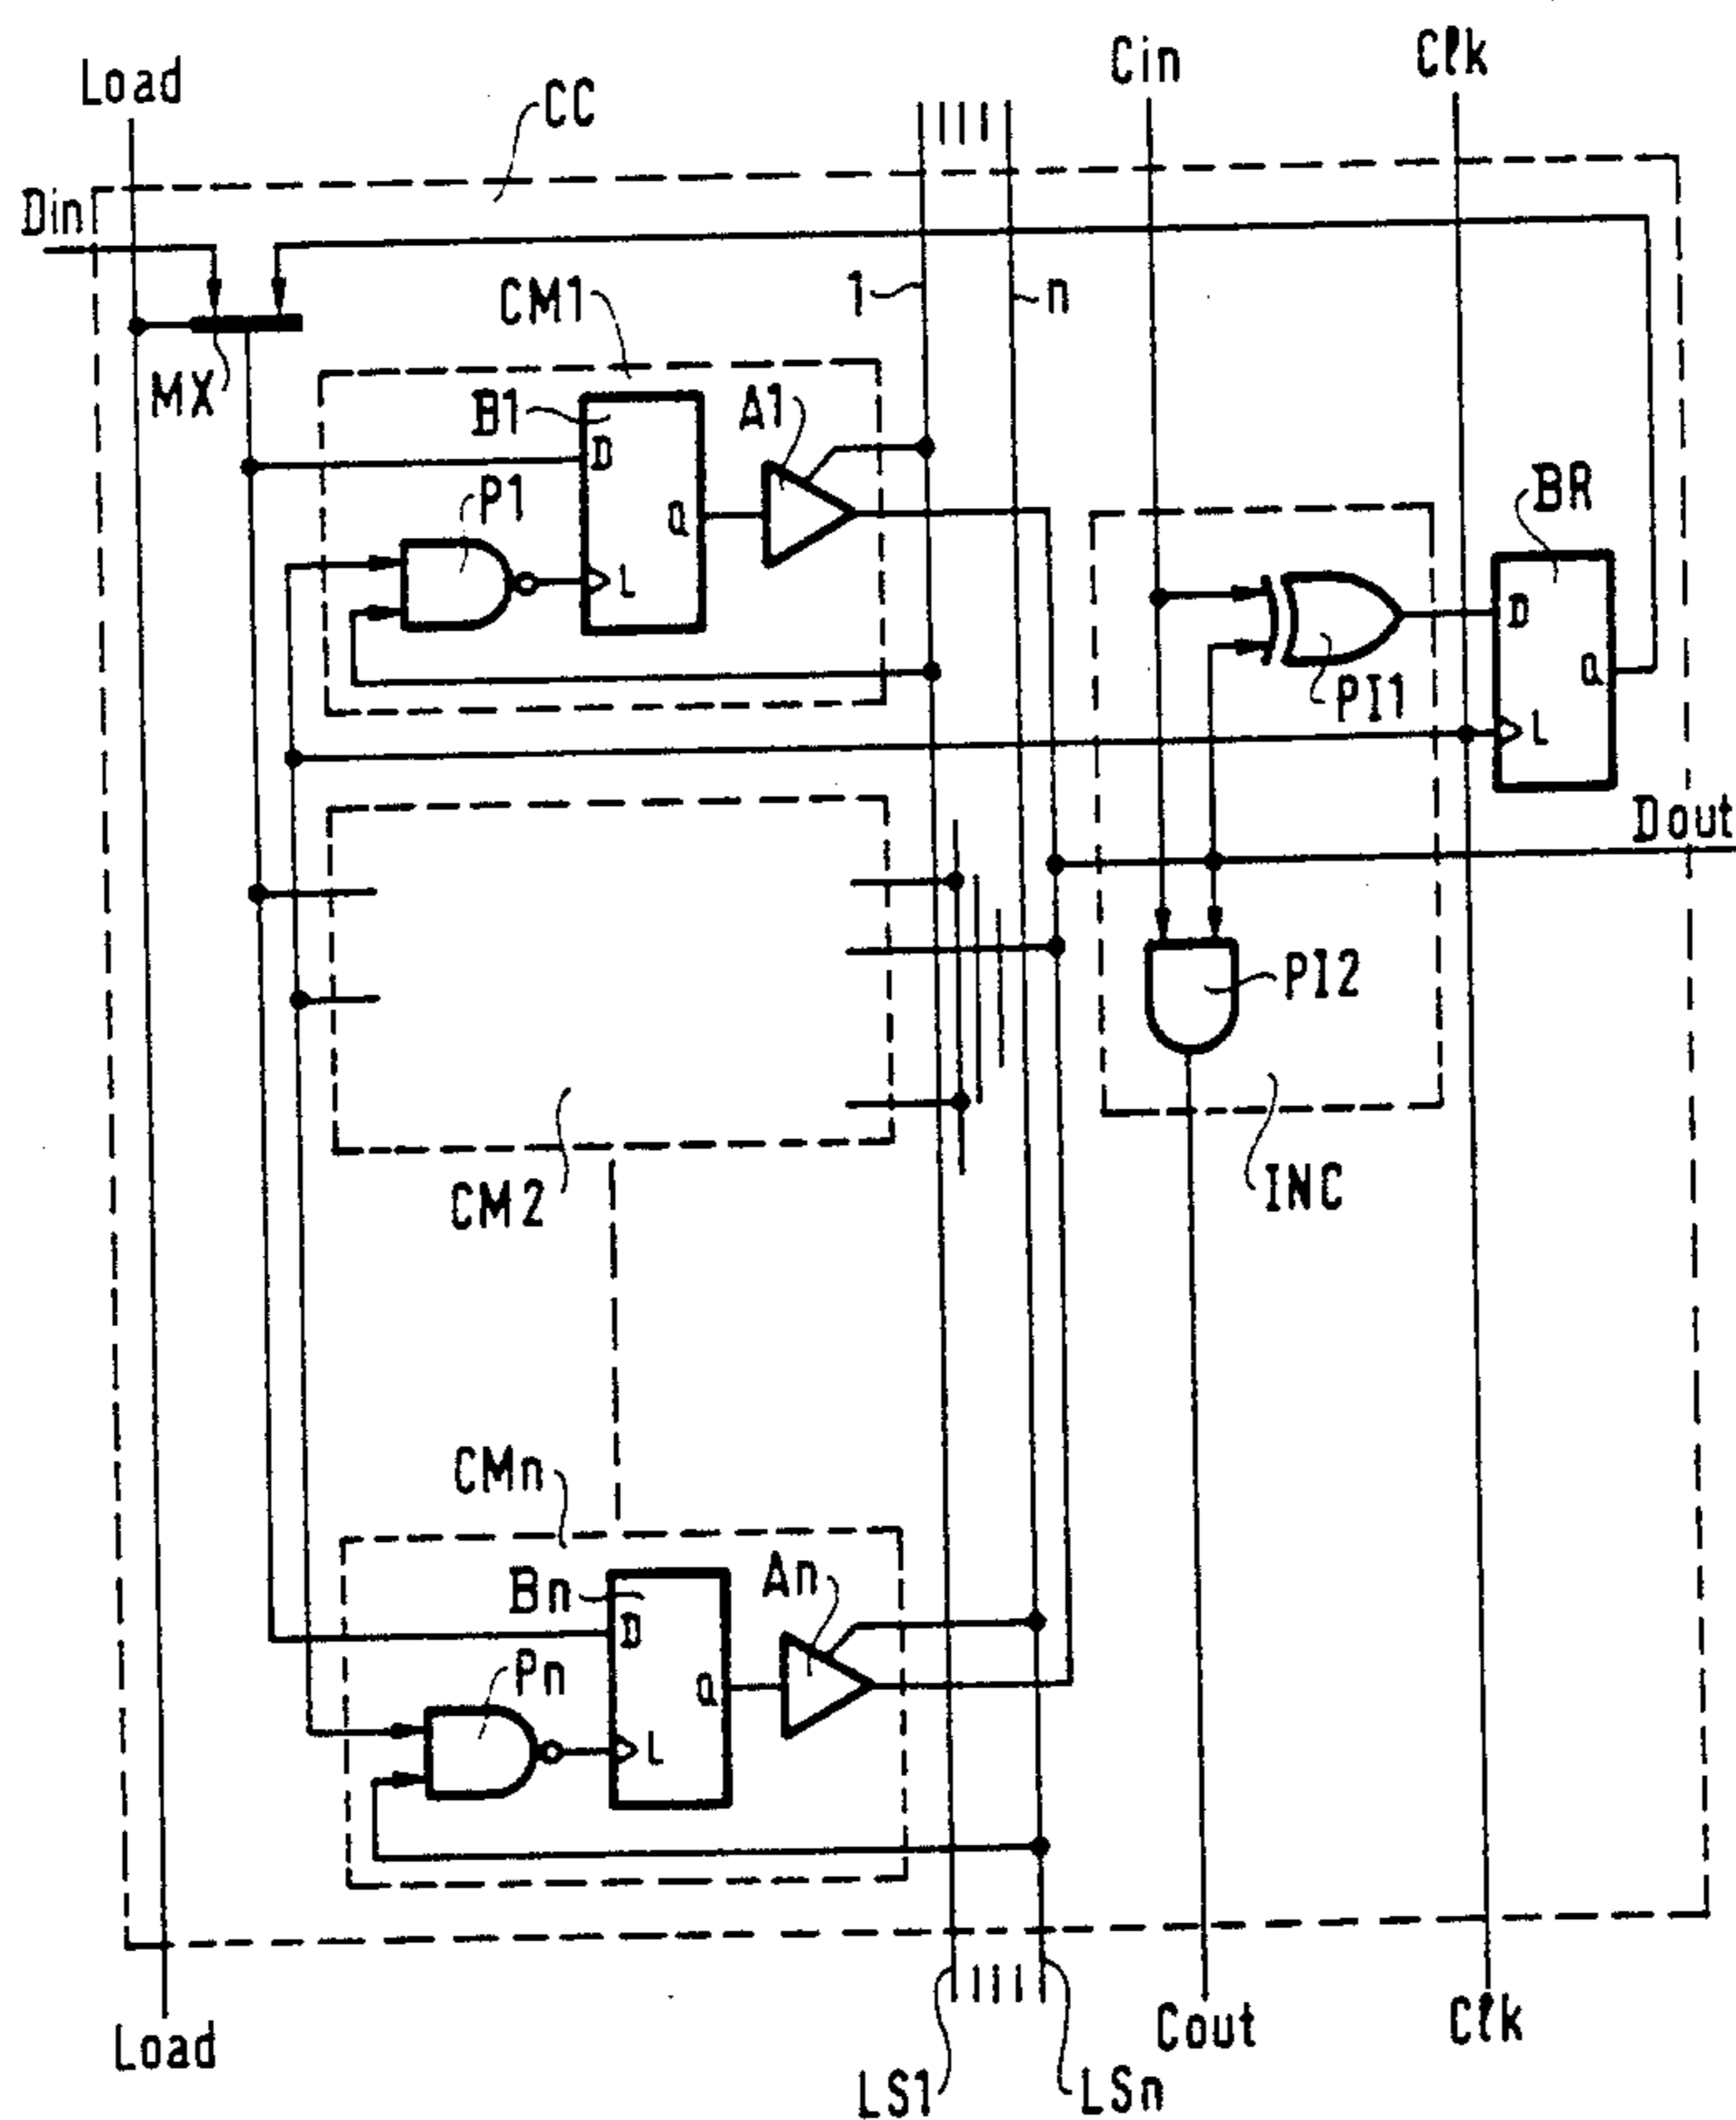 Load
CC
Cin
Clk
Din
1
n
CM1
MX
B1
A1
D
P1
Q
L
BR
D
Q
PI1
L
Dout
PI2
CM2
INC
CMn
Bn
An
D
Pn
Q
L
Load
Cout
Clk
LS1
LSn